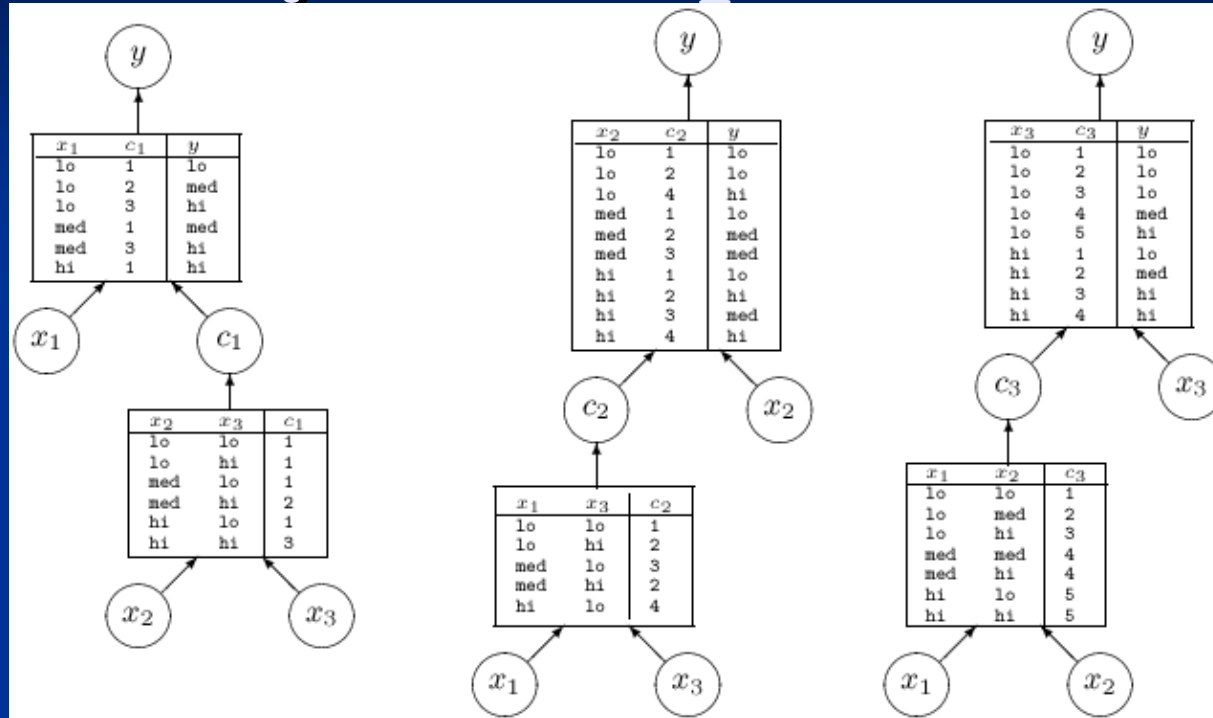 y
x1 c1 y
lo 1 lo
lo 2 med
lo 3 hi
med 1 med
med 3 hi
hi 1 hi
x1
c1
x2 x3 c1
lo lo 1
lo hi 1
med lo 1
med hi 2
hi lo 1
hi hi 3
x2
x3
y
x2 c2 y
lo 1 lo
lo 2 lo
lo 4 hi
med 1 lo
med 2 med
med 3 med
hi 1 lo
hi 2 hi
hi 3 med
hi 4 hi
c2
x2
x1 x3 c2
lo lo 1
lo hi 2
med lo 3
med hi 2
hi lo 4
x1
x3
y
x3 c3 y
lo 1 lo
lo 2 lo
lo 3 lo
lo 4 med
lo 5 hi
hi 1 lo
hi 2 med
hi 3 hi
hi 4 hi
c3
x3
x1 x2 c3
lo lo 1
lo med 2
lo hi 3
med med 4
med hi 4
hi lo 5
hi hi 5
x1
x2